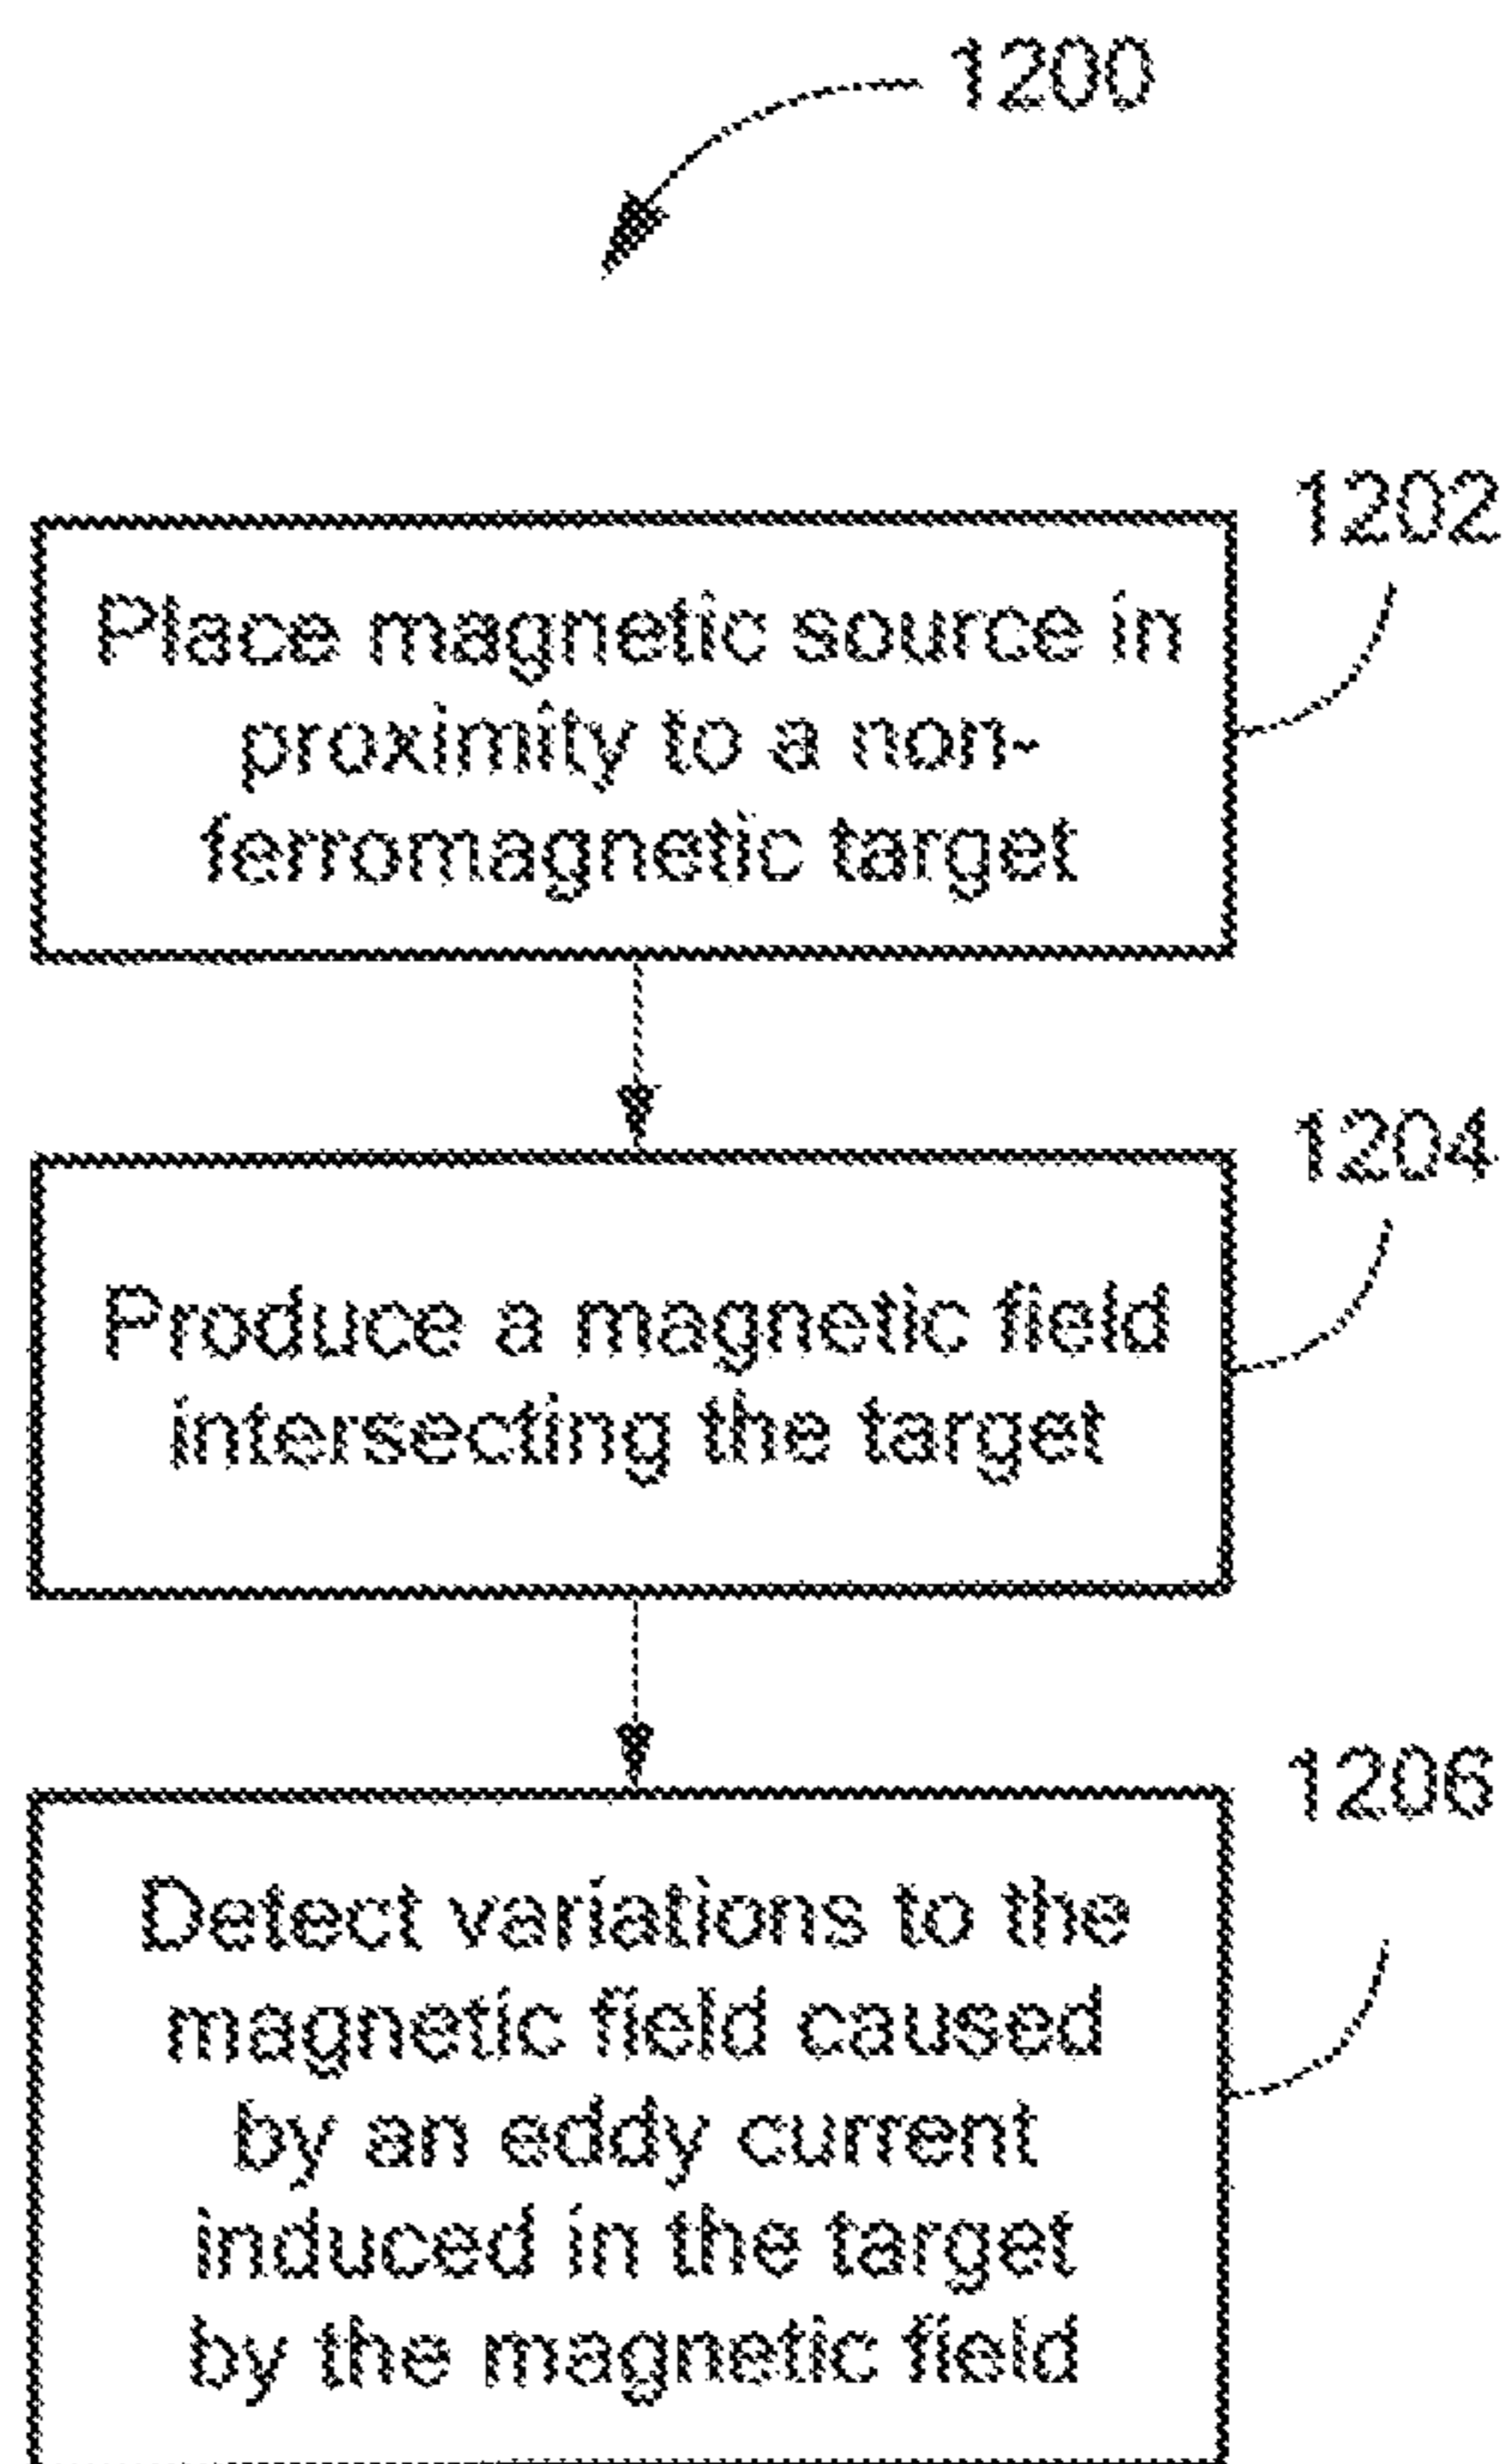 1200
1202
Place magnetic source in
proximity to a non-
ferromagnetic target
1204
Produce a magnetic field
intersecting the target
1206
Detect variations to the
magnetic field caused
by an eddy current
induced in the target
by the magnetic field